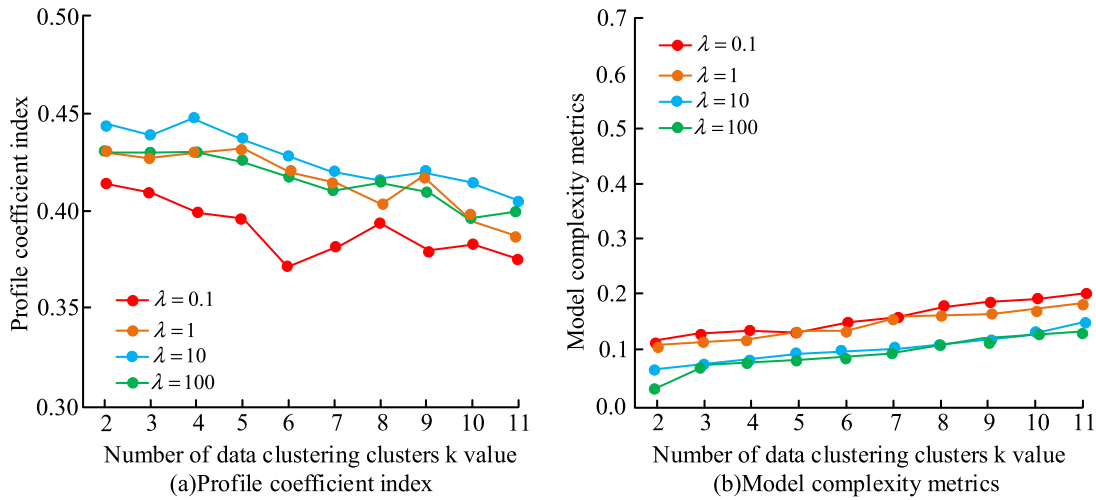 0.50
0.45
0.40
0.35
0.30
Profile coefficient index
λ = 0.1
λ = 1
λ = 10
λ = 100
2 3 4 5 6 7 8 9 10 11
Number of data clustering clusters k value
(a)Profile coefficient index
0.7
0.6
0.5
0.4
0.3
0.2
0.1
0.0
Model complexity metrics
λ = 0.1
λ = 1
λ = 10
λ = 100
2 3 4 5 6 7 8 9 10 11
Number of data clustering clusters k value
(b)Model complexity metrics